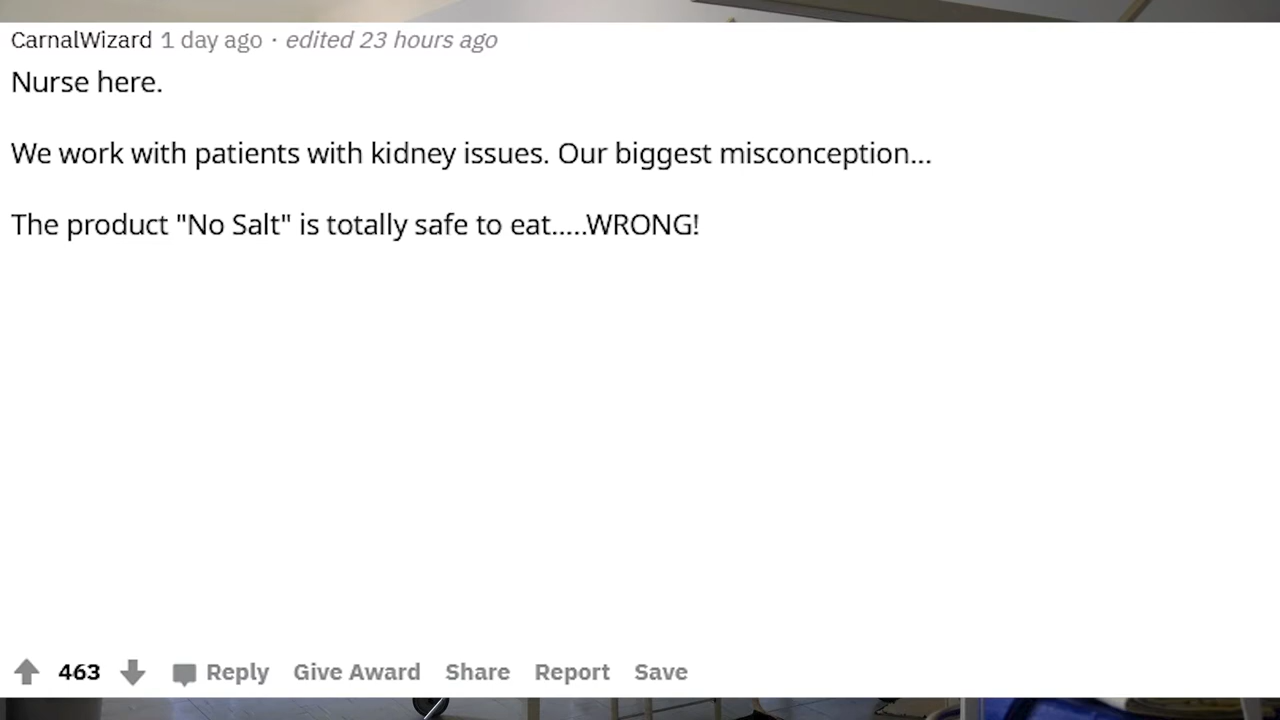 CarnalWizard 1 day ago · edited 23 hours ago
Nurse here.
We work with patients with kidney issues. Our biggest misconception...
The product "No Salt" is totally safe to eat.....WRONG!
463 Reply Give Award Share Report Save